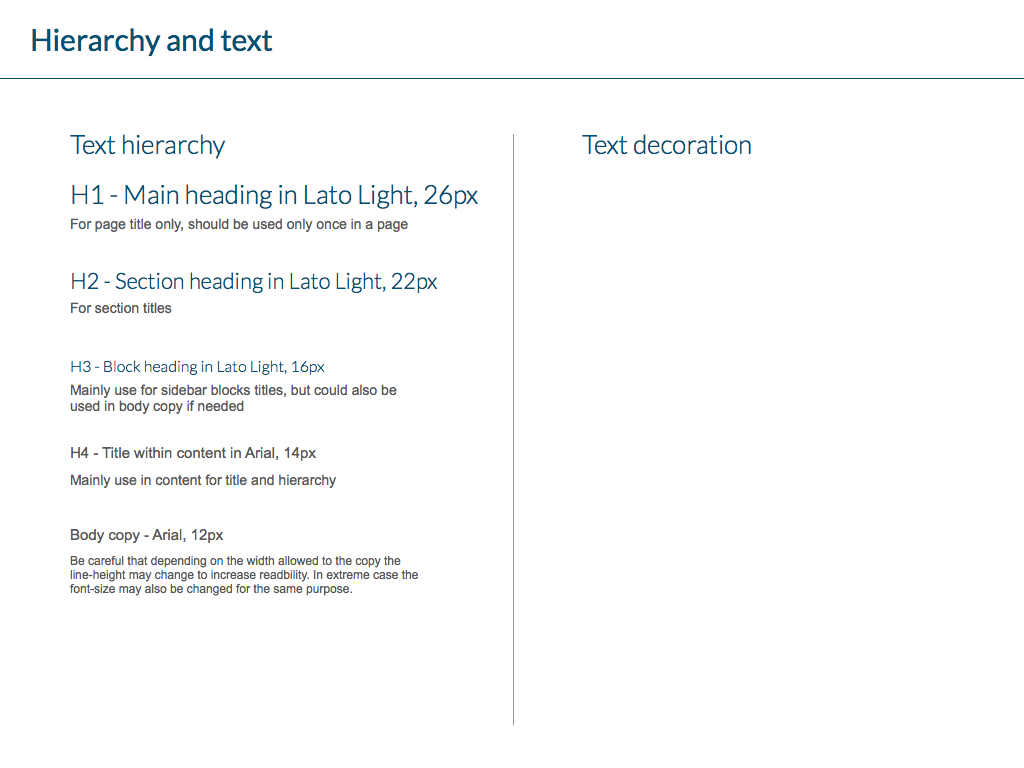 Hierarchy and text
Text hierarchy
H1 - Main heading in Lato Light, 26px
For page title only, should be used only once in a page
H2 - Section heading in Lato Light, 22px
For section titles
H3 - Block heading in Lato Light, 16px
Mainly use for sidebar blocks titles, but could also be
used in body copy if needed
H4 - Title within content in Arial, 14px
Mainly use in content for title and hierarchy
Body copy - Arial, 12px
Be careful that depending on the width allowed to the copy the
line-height may change to increase readbility. In extreme case the
font-size may also be changed for the same purpose.
Text decoration